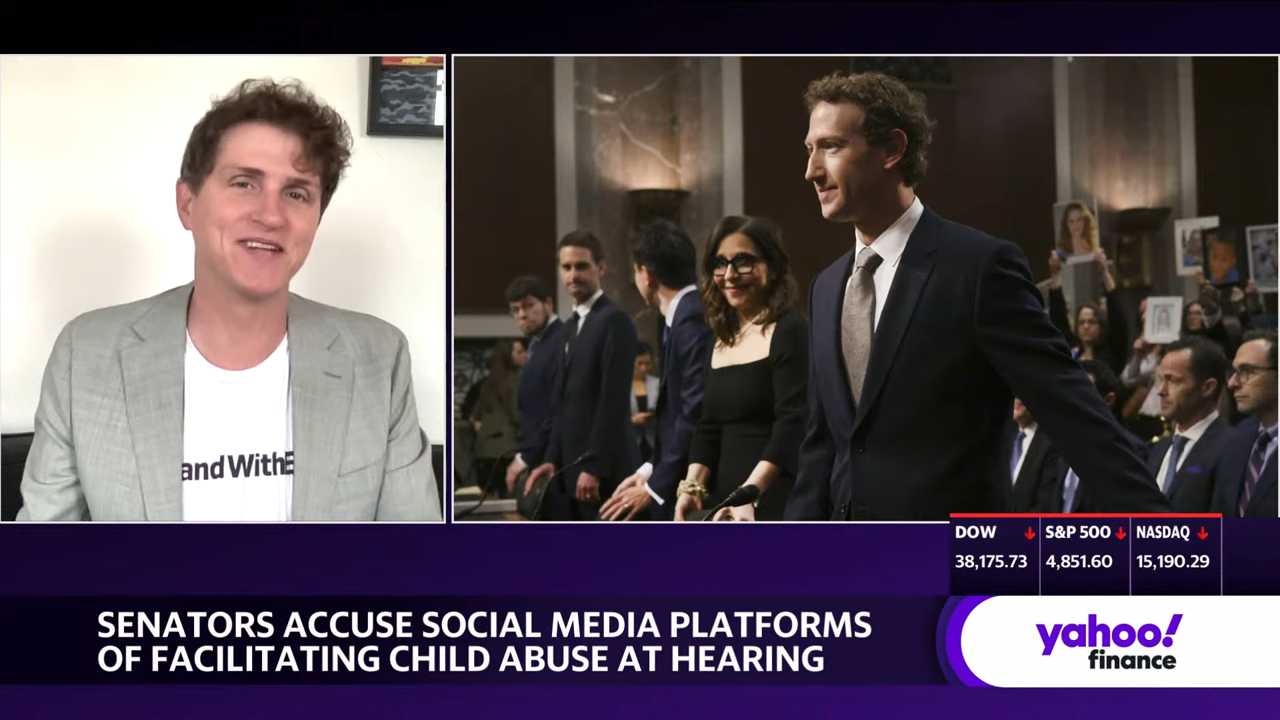 andWithE
DOW S&P 500 NASDAQ
38,175.73 4,851.60 15,190.29
SENATORS ACCUSE SOCIAL MEDIA PLATFORMS
OF FACILITATING CHILD ABUSE AT HEARING
yahoo!
finance